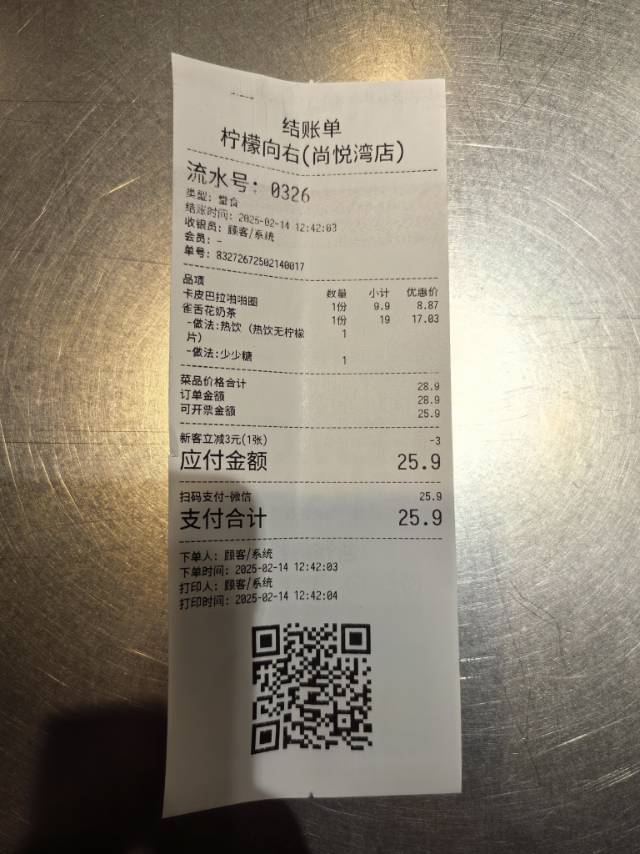 结账单
柠檬向右(尚悦湾店)
流水号: 0326
类型: 堂食
结账时间: 2025-02-14 12:42:03
收银员: 顾客/系统
会员: -
单号: 83272672502140017
品项 数量 小计 优惠价
卡皮巴拉啪啪圈 1份 9.9 8.87
雀舌花奶茶 1份 19 17.03
-做法:热饮 (热饮无柠檬 1
片)
-做法:少少糖 1
菜品价格合计 28.9
订单金额 28.9
可开票金额 25.9
新客立减3元(1张) -3
应付金额 25.9
扫码支付-微信 25.9
支付合计 25.9
下单人: 顾客/系统
下单时间: 2025-02-14 12:42:03
打印人: 顾客/系统
打印时间: 2025-02-14 12:42:04